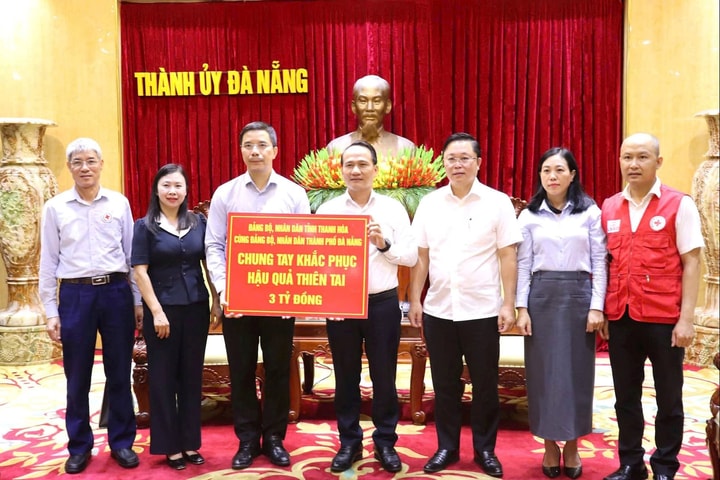 THÀNH ỦY ĐÀ NẴNG
ĐẢNG BỘ, NHÂN DÂN TỈNH THANH HÓA
CÙNG ĐẢNG BỘ, NHÂN DÂN THÀNH PHỐ ĐÀ NẴNG
CHUNG TAY KHẮC PHỤC
HẬU QUẢ THIÊN TAI
3 TỶ ĐỒNG